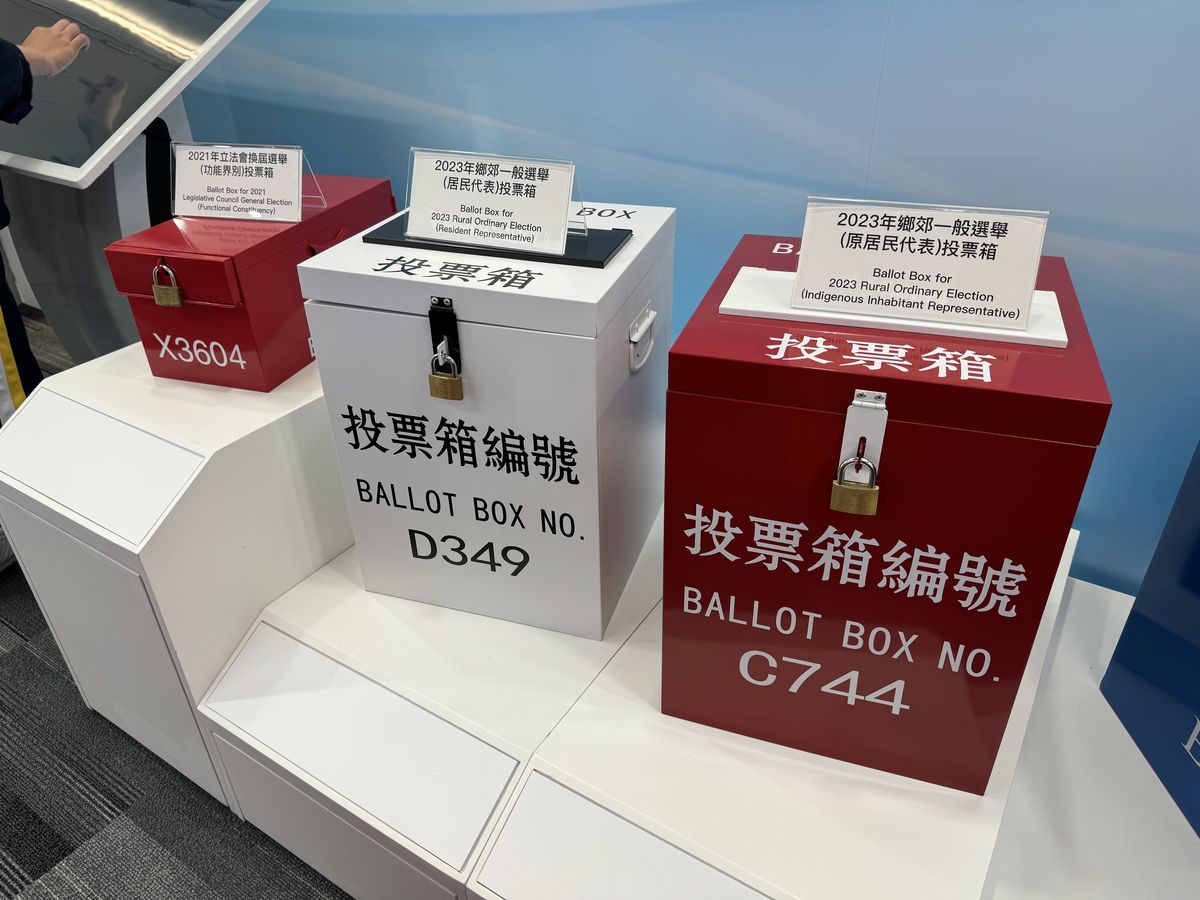 2021年立法會換屆選舉
(功能界別)投票箱
Ballot Box for 2021
Legislative Council General Election
(Functional Constituency)
X3604
2023年鄉郊一般選舉
(居民代表)投票箱
Ballot Box for
2023 Rural Ordinary Election
(Resident Representative)
BOX
投票箱
投票箱編號
BALLOT BOX NO.
D349
2023年鄉郊一般選舉
(原居民代表)投票箱
Ballot Box for
2023 Rural Ordinary Election
(Indigenous Inhabitant Representative)
投票箱
投票箱編號
BALLOT BOX NO.
C744